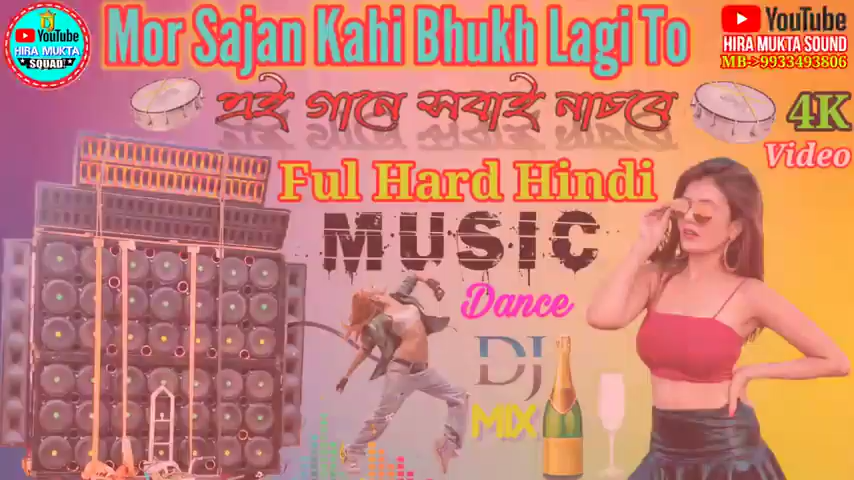 YouTube
HIRA MUKTA
SQUAD
Mor Sajan Kahi Bhukh Lagi To
YouTube
HIRA MUKTA SOUND
MB->9933493806
এই গানে সবাই নাচবে
4K
Video
Ful Hard Hindi
MUSIC
Dance
DJ
MIX